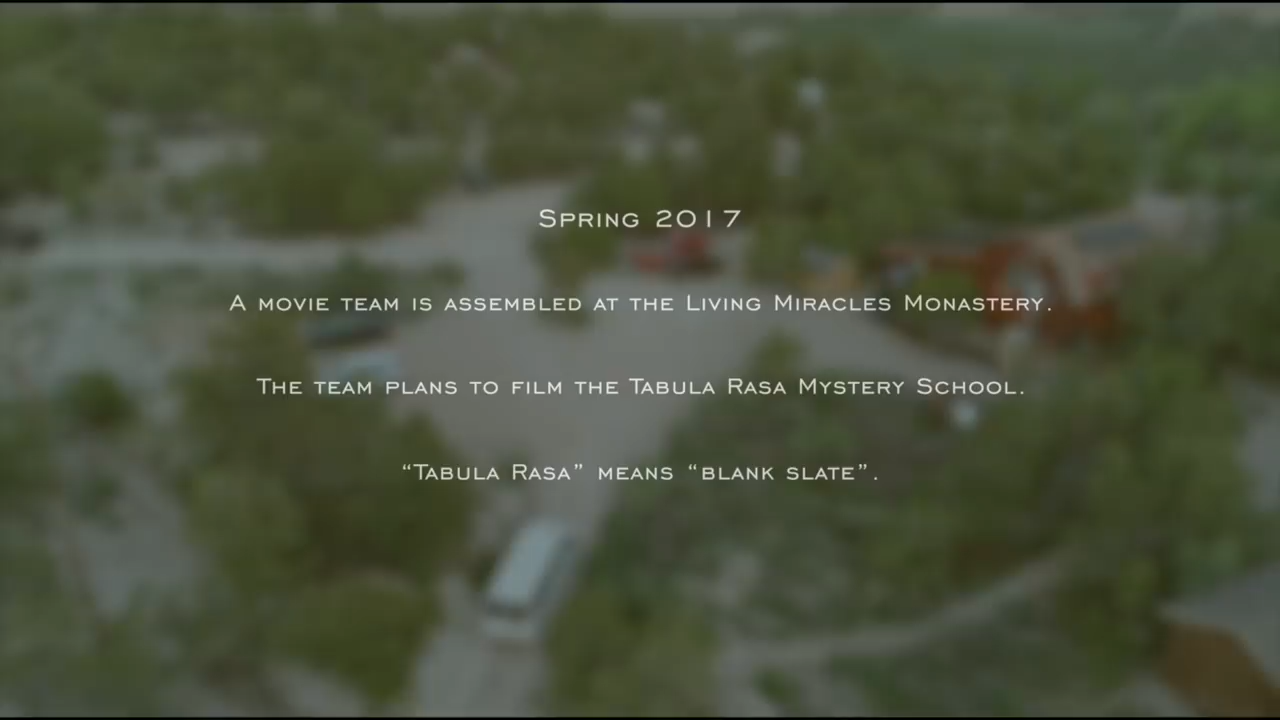 Spring 2017
A movie team is assembled at the Living Miracles Monastery.
The team plans to film the Tabula Rasa Mystery School.
“Tabula Rasa” means “blank slate”.